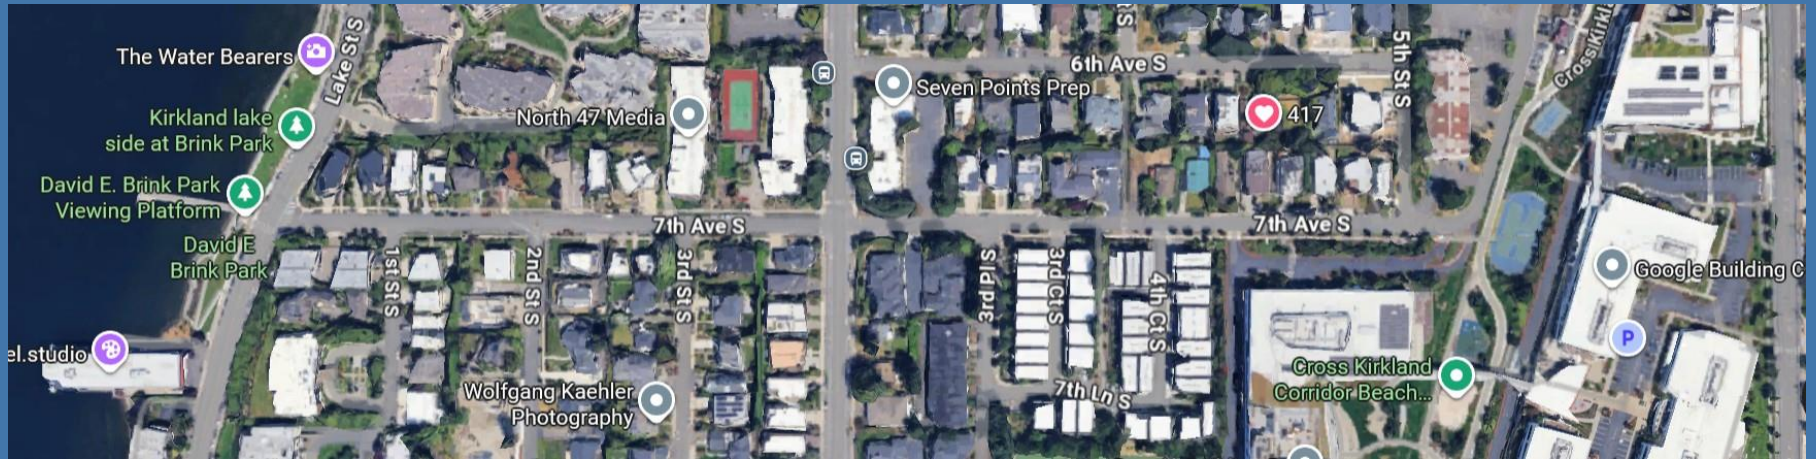 The Water Bearers
Lake St S
Kirkland lake
side at Brink Park
David E. Brink Park
Viewing Platform
David E
Brink Park
el.studio
North 47 Media
Seven Points Prep
6th Ave S
417
5th St S
7th Ave S
7th Ave S
1st St S
2nd St S
3rd St S
3rd Pl S
3rd Ct S
4th Ct S
7th Ln S
Wolfgang Kaehler
Photography
Cross Kirkland
Corridor Beach...
Google Building C
P